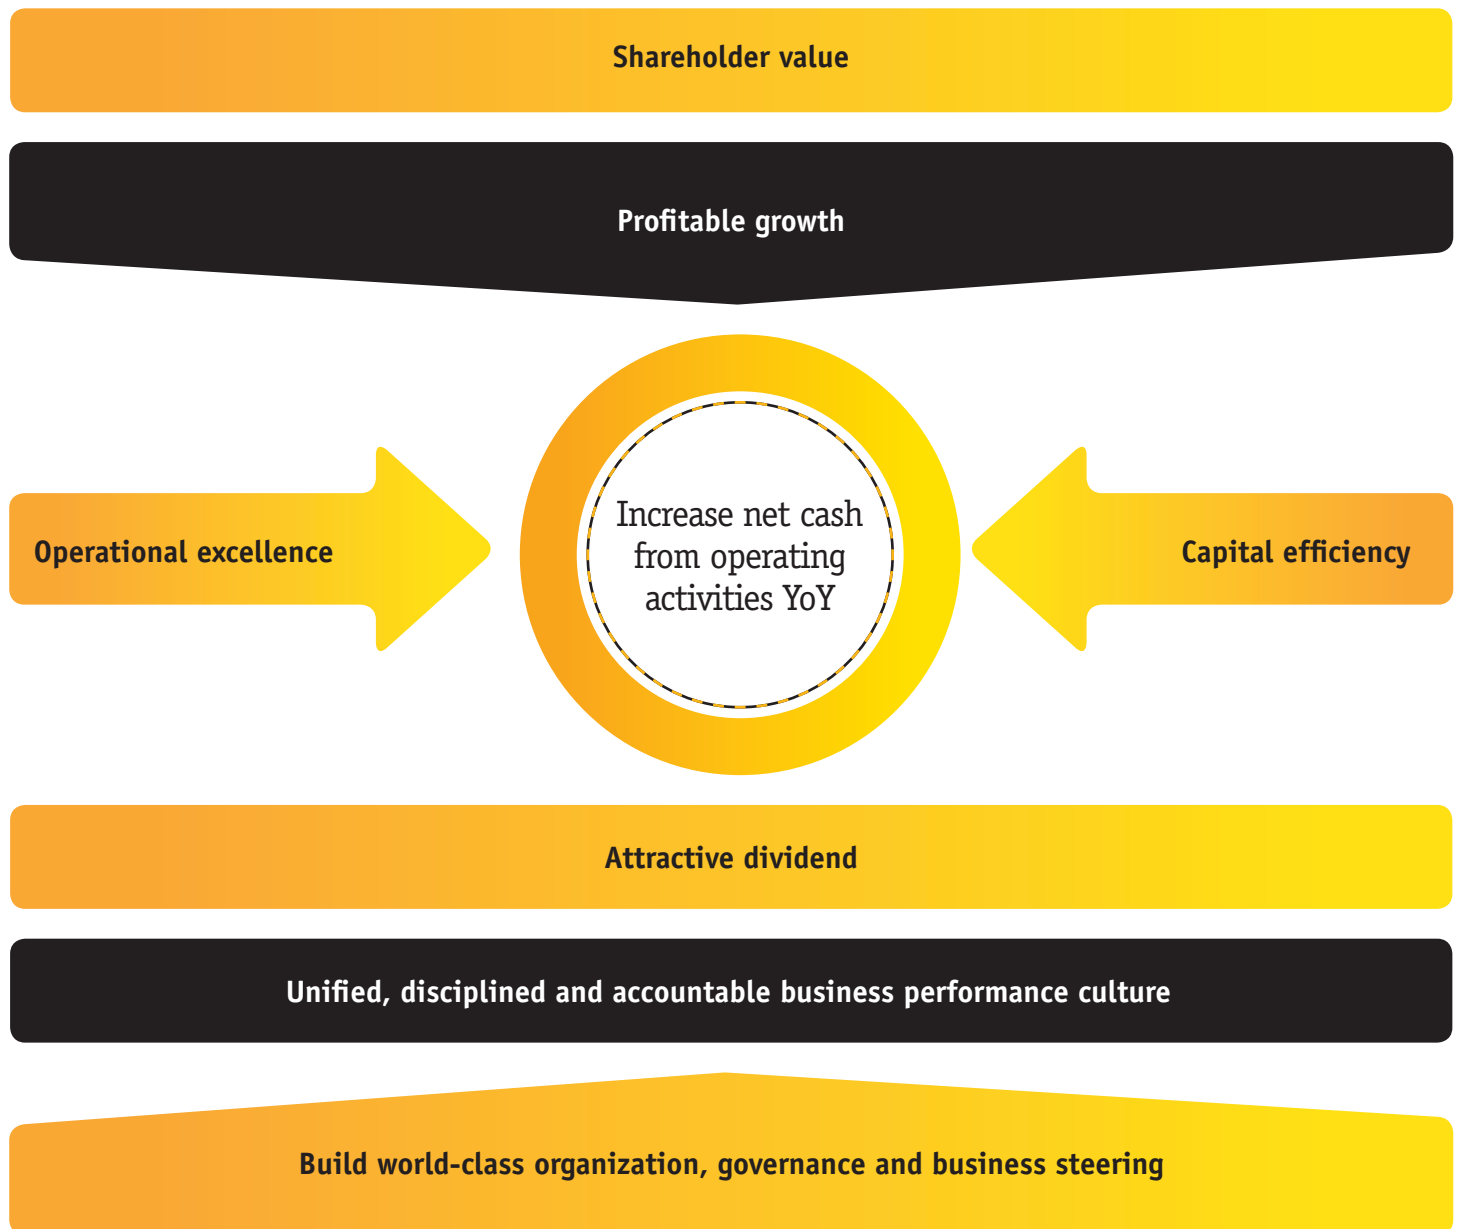 Shareholder value
Profitable growth
Increase net cash
from operating
activities YoY
Operational excellence
Capital efficiency
Attractive dividend
Unified, disciplined and accountable business performance culture
Build world-class organization, governance and business steering